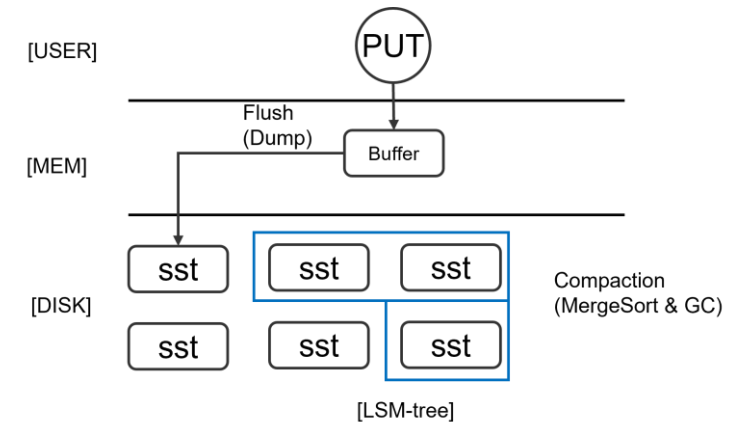 [USER]
PUT
Flush
(Dump)
Buffer
[MEM]
sst
sst
sst
Compaction
(MergeSort & GC)
[DISK]
sst
sst
sst
[LSM-tree]